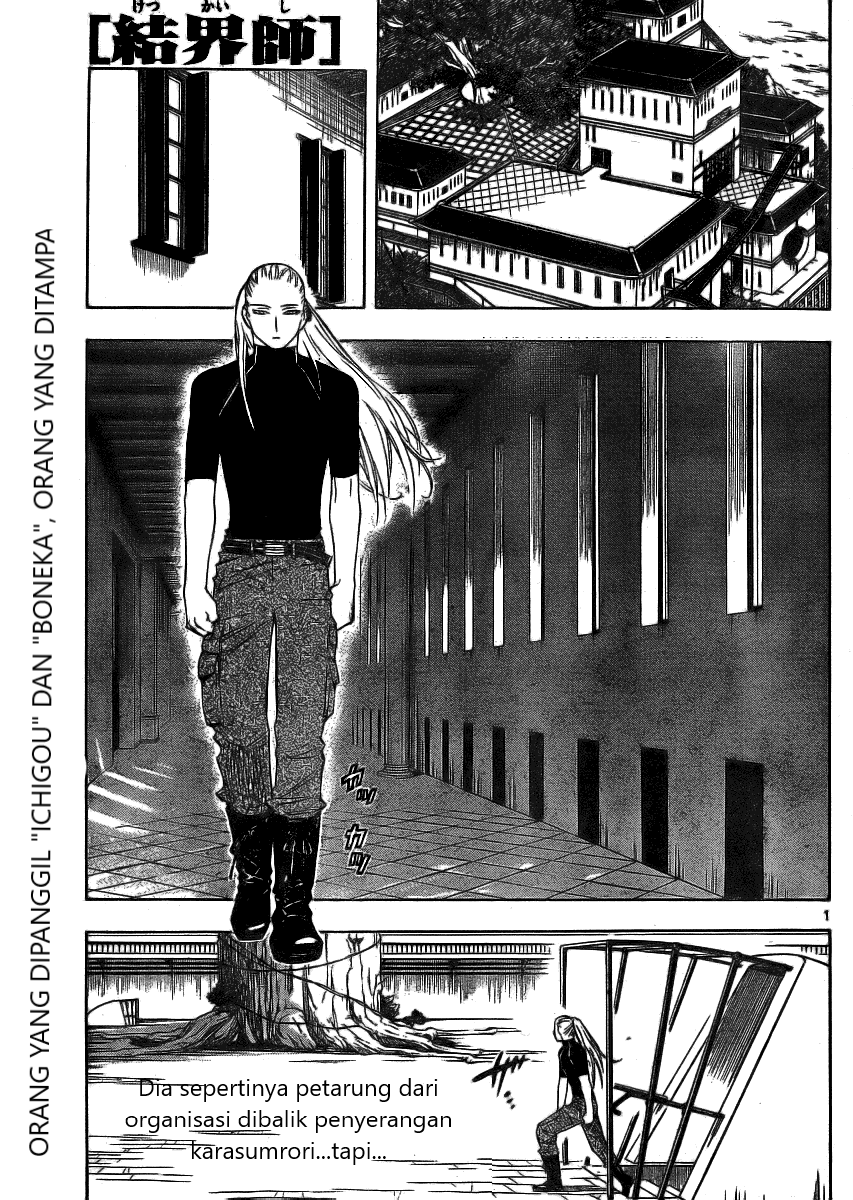 けっ かい し
[結界師]
ORANG YANG DIPANGGIL "ICHIGOU" DAN "BONEKA", ORANG YANG DITAMPA
カッ
カッ
1
Dia sepertinya petarung dari
organisasi dibalik penyerangan
karasumrori...tapi...